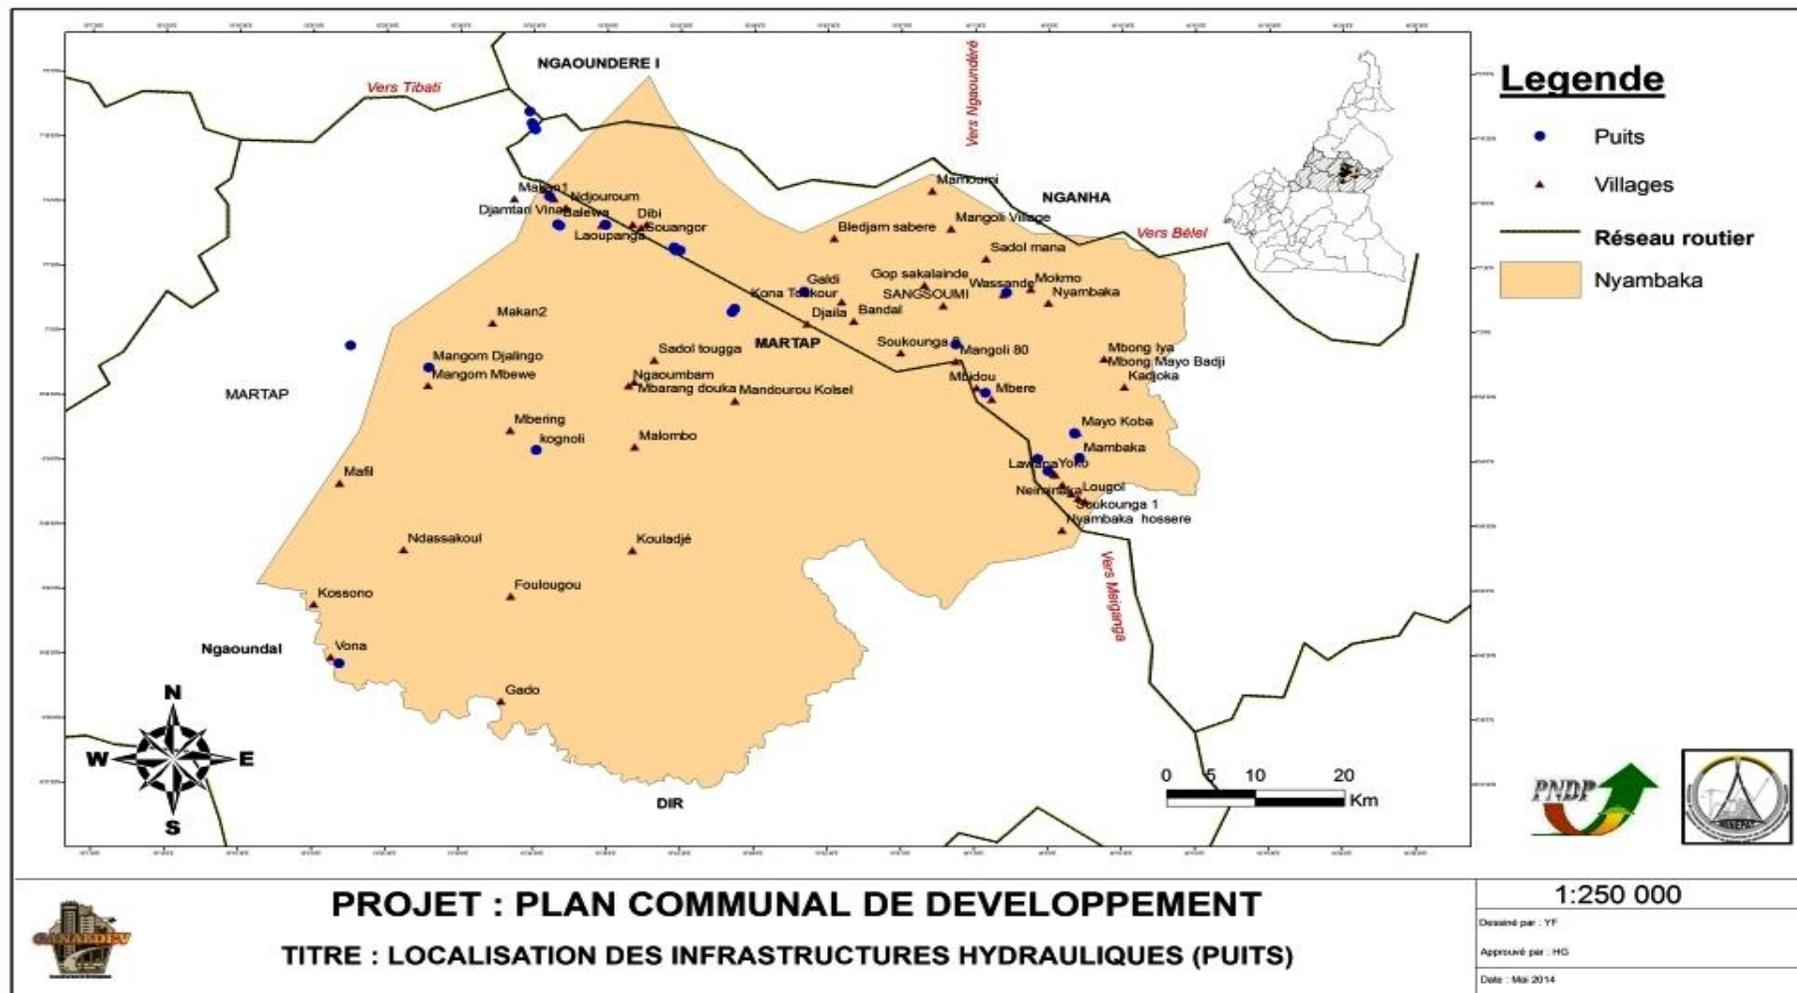 NGAOUNDERE I
Vers Tibati
Vers Ngaoundéré
NGANHA
Vers Bélel
Makan1
Ndjouroum
Djamtari Vina
Balewa
Dibi
Souangor
Laoupanga
Mamoumi
Mangoli Village
Bledjam sabere
Sadol mana
Galdi
Gop sakalainde
Wassande
Mokmo
Nyambaka
SANGSOUMI
Djaila
Bandal
Makan2
MARTAP
Sadol tougga
Soukounga
Mangoli 80
Mbong Iya
Mbong Mayo Badji
Kadjoka
Mangom Djalingo
Mangom Mbewe
MARTAP
Ngaoumbam
Mbarang douka
Mandourou Kolsel
Mbidou
Mbere
Mbering
kognoli
Malombo
Mayo Koba
Mambaka
Mafil
Yoko
Lougol
Soukounga 1
Nyambaka hossere
Ndassakoul
Kouladjé
Vers Meiganga
Kossono
Foulougou
Ngaoundal
Vona
Gado
DIR
N
W
E
S
0 5 10 20
Km
Legende
Puits
Villages
Réseau routier
Nyambaka
PNDP
MINEPAT
PROJET : PLAN COMMUNAL DE DEVELOPPEMENT
TITRE : LOCALISATION DES INFRASTRUCTURES HYDRAULIQUES (PUITS)
1:250 000
Dessiné par : YF
Approuvé par : HG
Date : Mai 2014